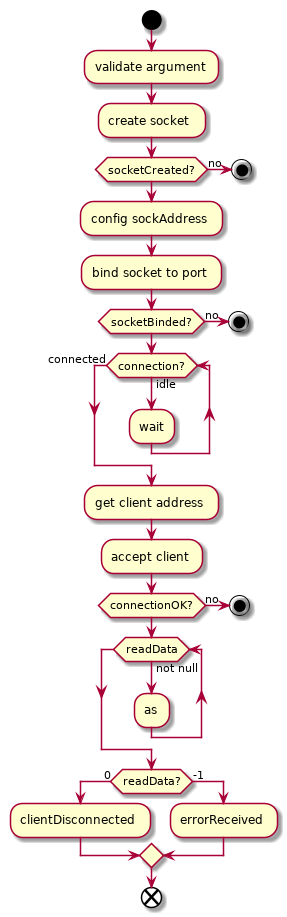 validate argument
create socket
socketCreated?
no
config sockAddress
bind socket to port
socketBinded?
no
connected
connection?
idle
wait
get client address
accept client
connectionOK?
no
readData
not null
as
0
readData?
-1
clientDisconnected
errorReceived